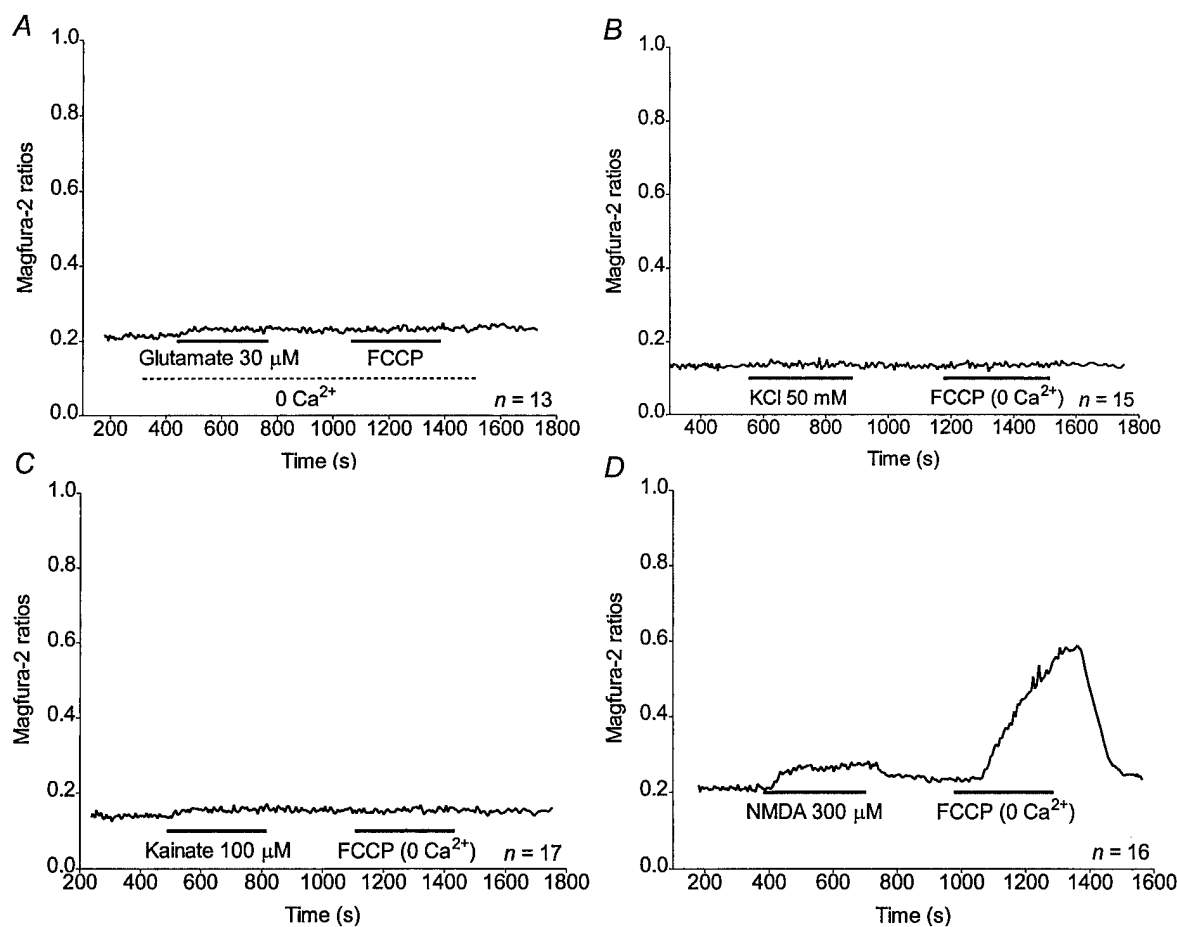 A
1.0
0.8
0.6
0.4
0.2
0.0
Magfura-2 ratios
Glutamate 30 μM
FCCP
0 Ca²⁺
n = 13
200 400 600 800 1000 1200 1400 1600 1800
Time (s)
B
1.0
0.8
0.6
0.4
0.2
0.0
Magfura-2 ratios
KCl 50 mM
FCCP (0 Ca²⁺)
n = 15
400 600 800 1000 1200 1400 1600 1800
Time (s)
C
1.0
0.8
0.6
0.4
0.2
0.0
Magfura-2 ratios
Kainate 100 μM
FCCP (0 Ca²⁺)
n = 17
200 400 600 800 1000 1200 1400 1600 1800
Time (s)
D
1.0
0.8
0.6
0.4
0.2
0.0
Magfura-2 ratios
NMDA 300 μM
FCCP (0 Ca²⁺)
n = 16
200 400 600 800 1000 1200 1400 1600
Time (s)